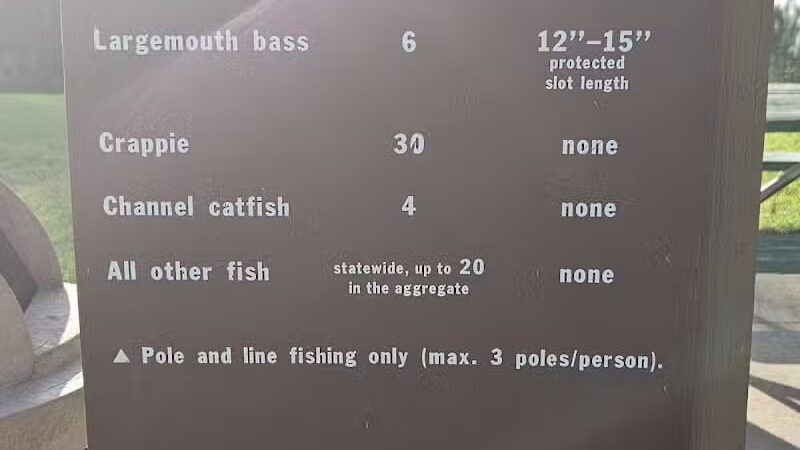 Largemouth bass 6 12”–15”
protected
slot length
Crappie 30 none
Channel catfish 4 none
All other fish statewide, up to 20 none
in the aggregate
▲ Pole and line fishing only (max. 3 poles/person).